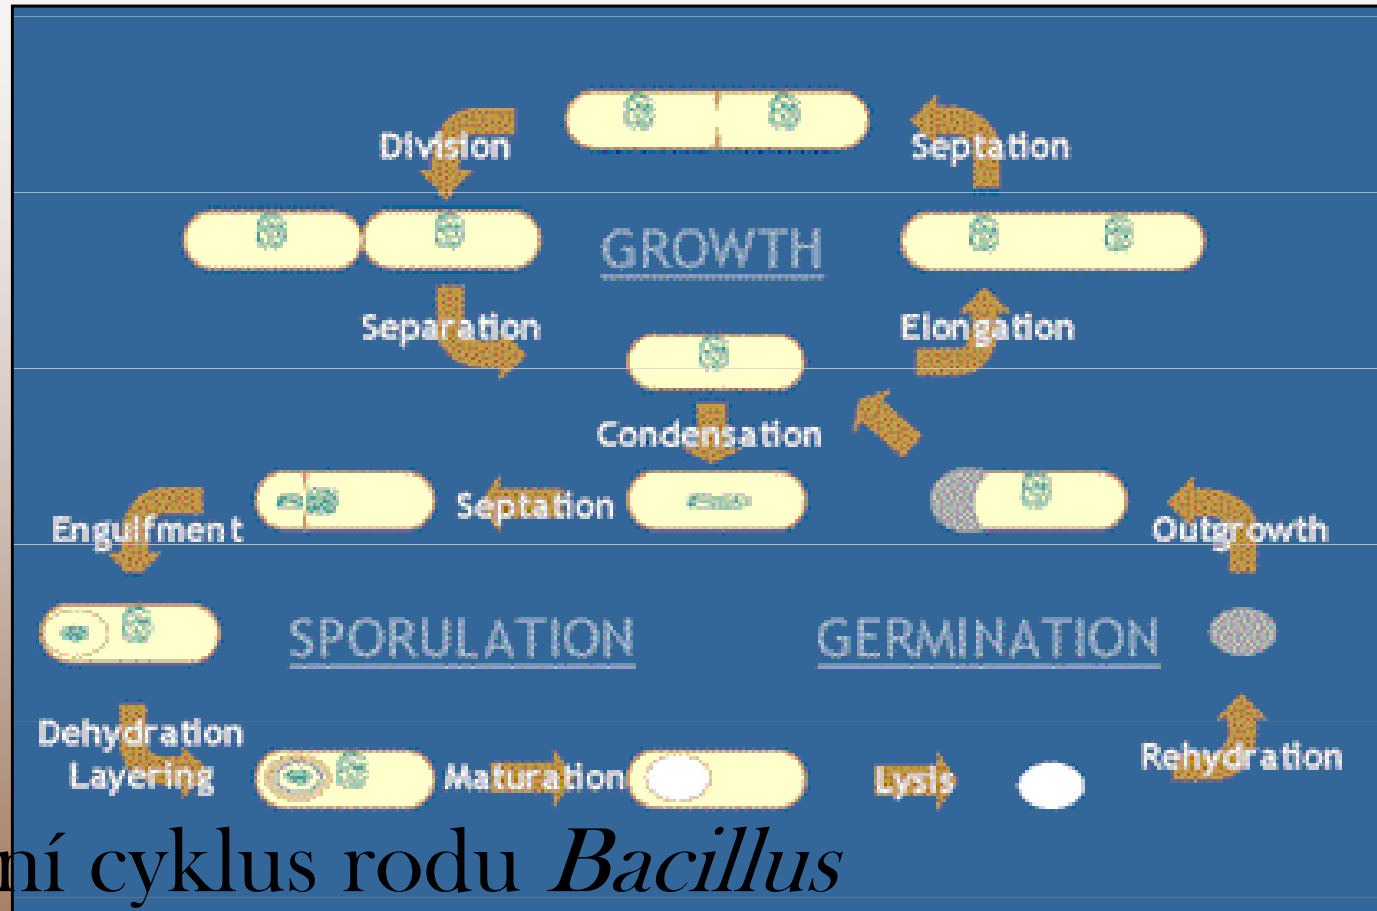 Division
Septation
GROWTH
Separation
Elongation
Condensation
Septation
Engulfment
Outgrowth
SPORULATION
GERMINATION
Dehydration
Layering
Maturation
Lysis
Rehydration
ní cyklus rodu Bacillus